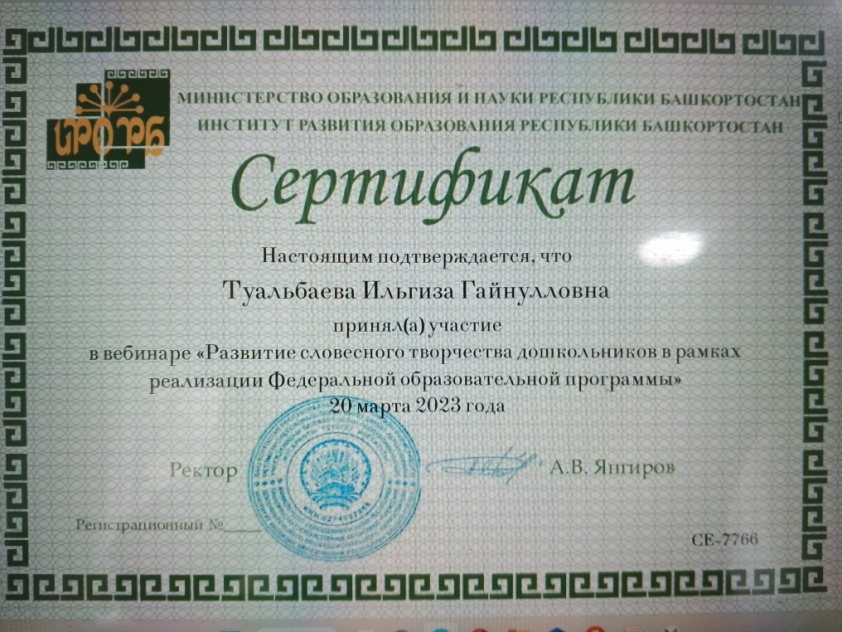 МИНИСТЕРСТВО ОБРАЗОВАНИЯ И НАУКИ РЕСПУБЛИКИ БАШКОРТОСТАН
ИНСТИТУТ РАЗВИТИЯ ОБРАЗОВАНИЯ РЕСПУБЛИКИ БАШКОРТОСТАН
ИРО РБ
Сертификат
Настоящим подтверждается, что
Туальбаева Ильгиза Гайнулловна
принял(а) участие
в вебинаре «Развитие словесного творчества дошкольников в рамках
реализации Федеральной образовательной программы»
20 марта 2023 года
Ректор
А.В. Янгиров
Регистрационный №____
СЕ-7766